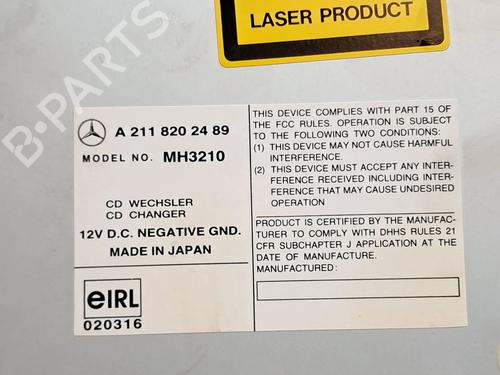 LASER PRODUCT
B-PARTS
A 211 820 24 89
MODEL NO. MH3210
CD WECHSLER
CD CHANGER
12V D.C. NEGATIVE GND.
MADE IN JAPAN
eIRL
020316
THIS DEVICE COMPLIES WITH PART 15 OF
THE FCC RULES. OPERATION IS SUBJECT
TO THE FOLLOWING TWO CONDITIONS:
(1) THIS DEVICE MAY NOT CAUSE HARMFUL
INTERFERENCE.
(2) THIS DEVICE MUST ACCEPT ANY INTER-
FERENCE RECEIVED INCLUDING INTER-
FERENCE THAT MAY CAUSE UNDESIRED
OPERATION
PRODUCT IS CERTIFIED BY THE MANUFAC-
TURER TO COMPLY WITH DHHS RULES 21
CFR SUBCHAPTER J APPLICATION AT THE
DATE OF MANUFACTURE.
MANUFACTURED: